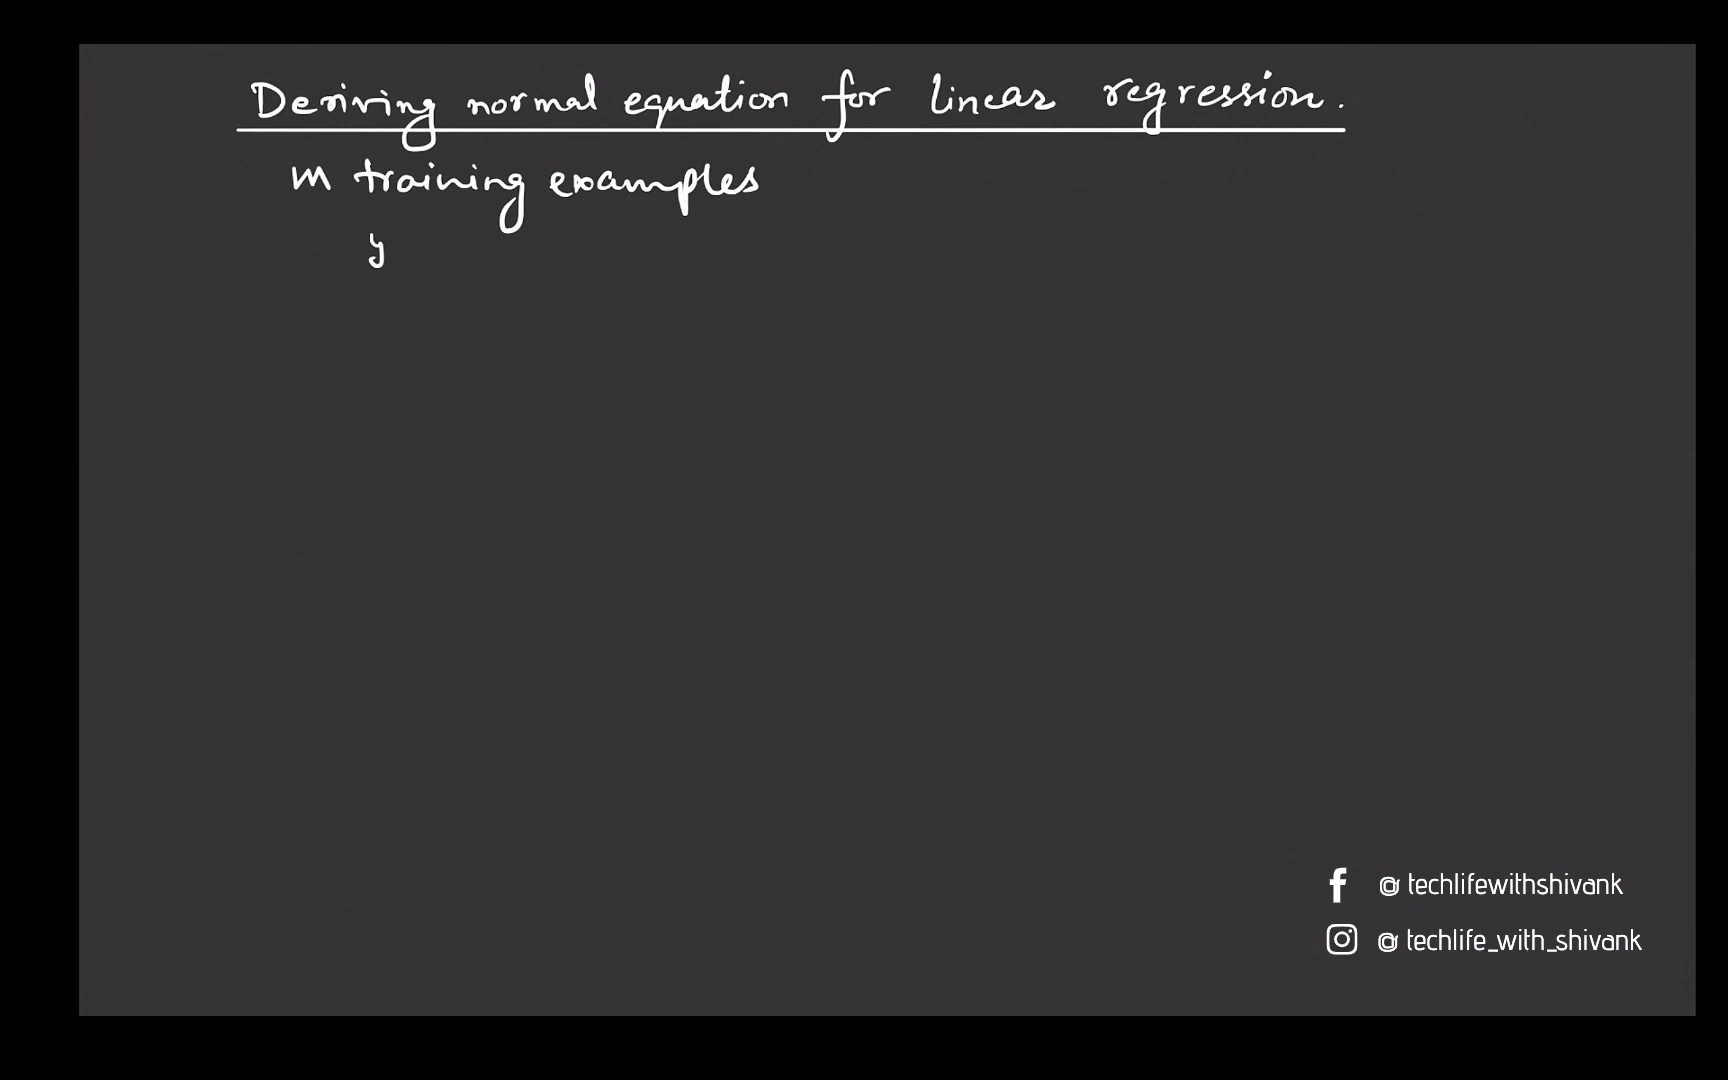 Deriving normal equation for linear regression.
m training examples
y
@ techlifewithshivank
@ techlife_with_shivank